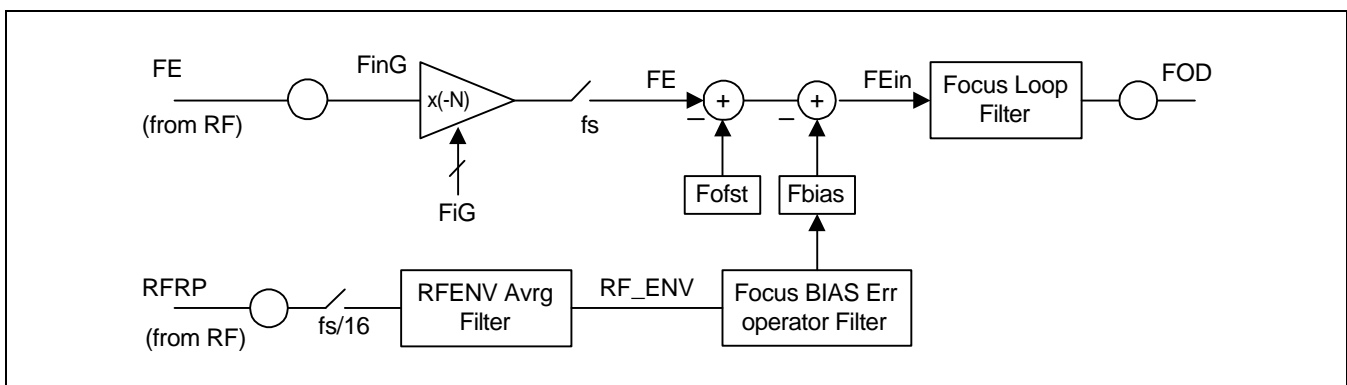 FE
(from RF)
FinG
x(-N)
FiG
fs
FE
–
+
–
+
Fofst
Fbias
FEin
Focus Loop
Filter
FOD
RFRP
(from RF)
fs/16
RFENV Avrg
Filter
RF_ENV
Focus BIAS Err
operator Filter